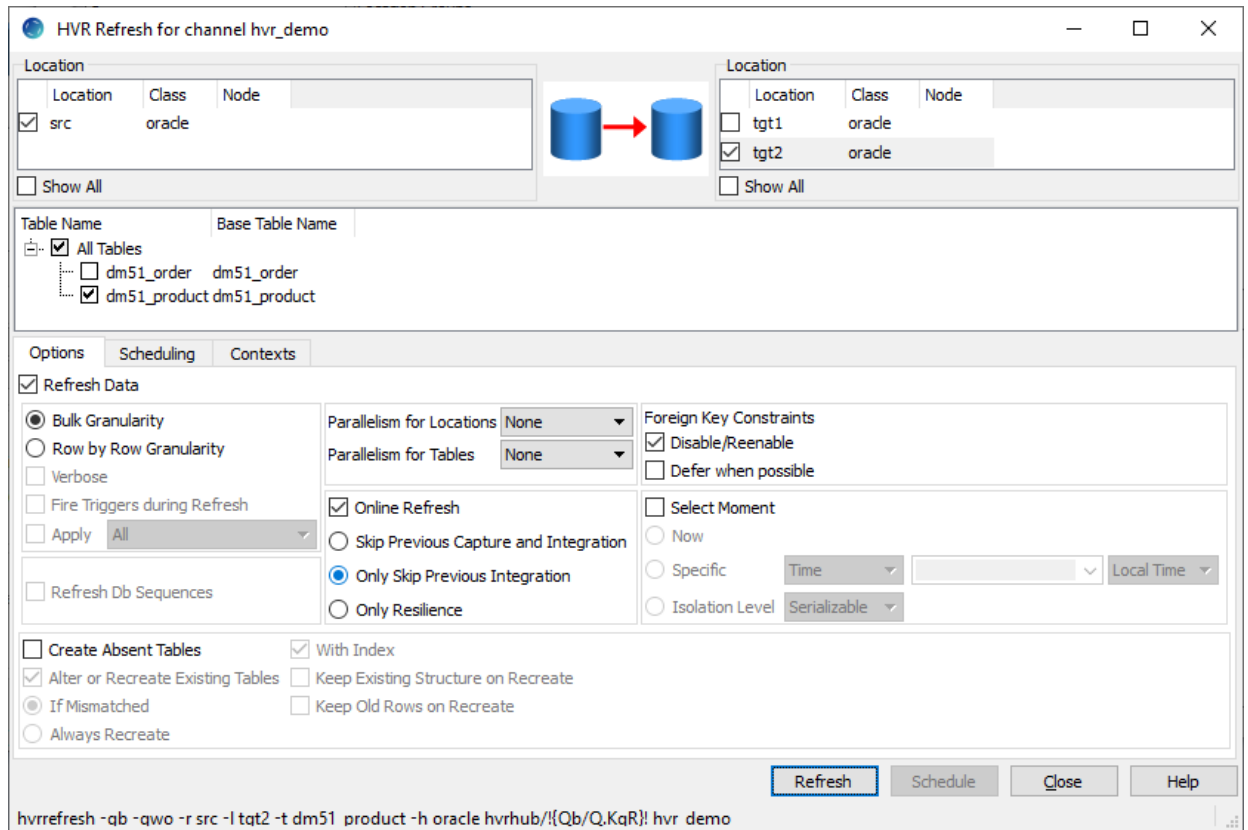 HVR Refresh for channel hvr_demo
Location
Location Class Node
src oracle
Show All
Location
Location Class Node
tgt1 oracle
tgt2 oracle
Show All
Table Name Base Table Name
All Tables
dm51_order dm51_order
dm51_product dm51_product
Options Scheduling Contexts
Refresh Data
Bulk Granularity
Row by Row Granularity
Verbose
Fire Triggers during Refresh
Apply All
Refresh Db Sequences
Parallelism for Locations None
Parallelism for Tables None
Online Refresh
Skip Previous Capture and Integration
Only Skip Previous Integration
Only Resilience
Foreign Key Constraints
Disable/Reenable
Defer when possible
Select Moment
Now
Specific Time Local Time
Isolation Level Serializable
Create Absent Tables With Index
Alter or Recreate Existing Tables Keep Existing Structure on Recreate
If Mismatched Keep Old Rows on Recreate
Always Recreate
Refresh Schedule Close Help
hvrrefresh -gb -qwo -r src -l tgt2 -t dm51_product -h oracle hvrhub/!{Qb/Q.KqR}! hvr_demo